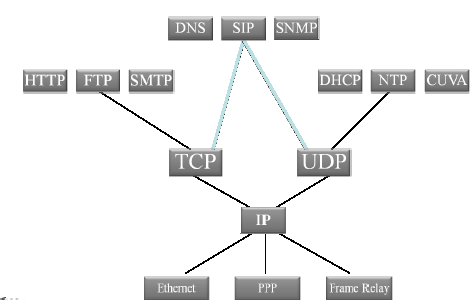 DNS SIP SNMP
HTTP FTP SMTP DHCP NTP CUVA
TCP UDP
IP
Ethernet PPP Frame Relay